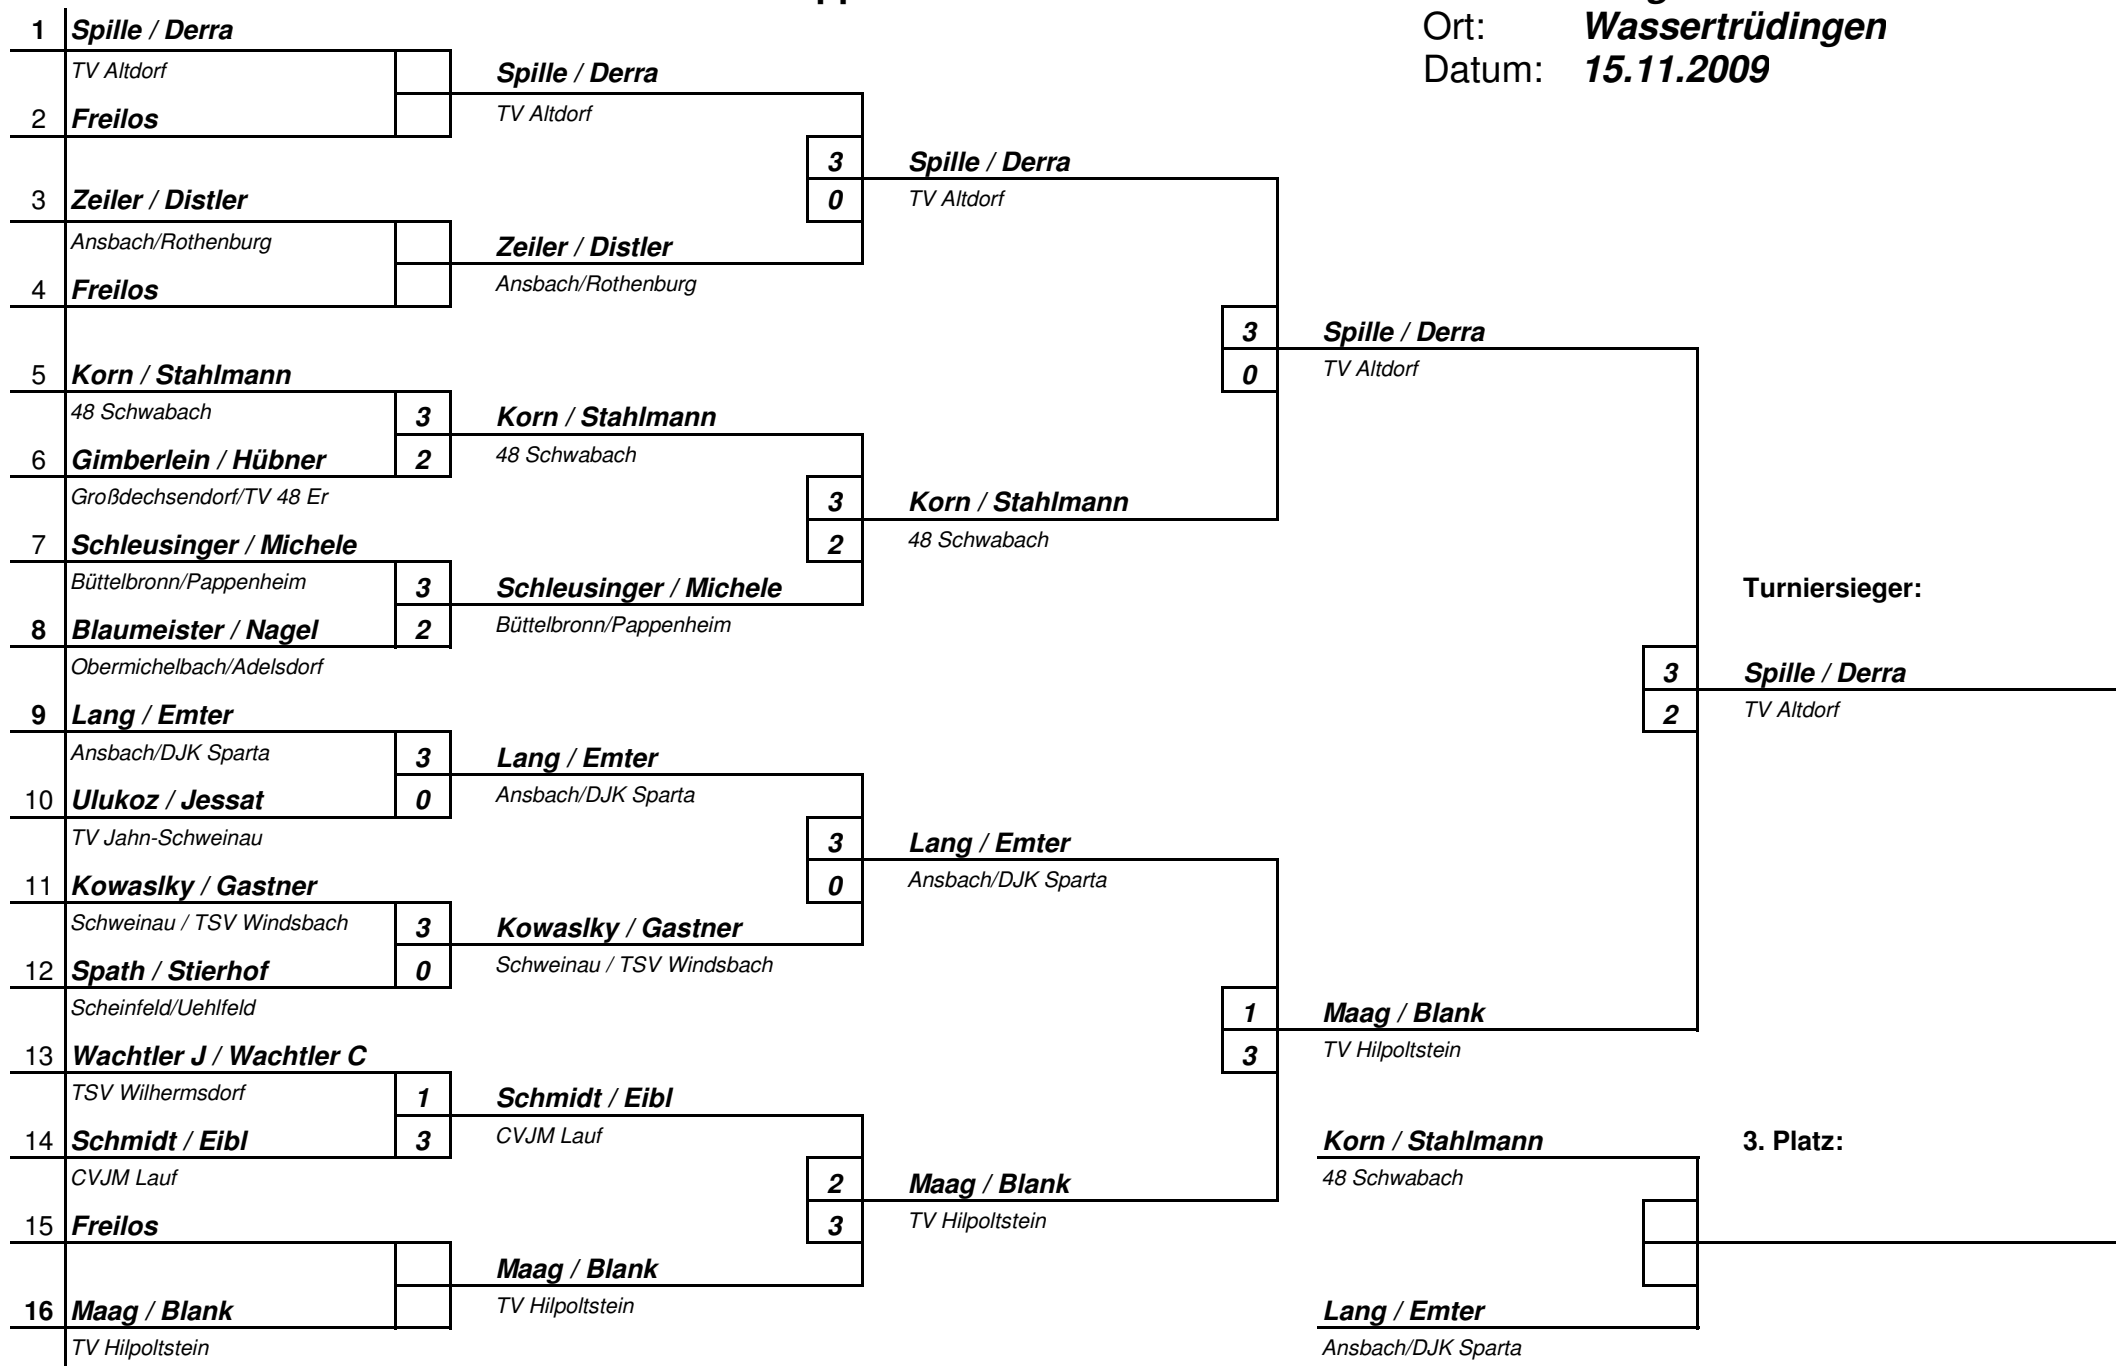 Ort: Wassertrüdingen
Datum: 15.11.2009
1 Spille / Derra
TV Altdorf
2 Freilos
3 Zeiler / Distler
Ansbach/Rothenburg
4 Freilos
5 Korn / Stahlmann
48 Schwabach
3
6 Gimberlein / Hübner
2
Großdechsendorf/TV 48 Er
7 Schleusinger / Michele
Büttelbronn/Pappenheim
3
8 Blaumeister / Nagel
2
Obermichelbach/Adelsdorf
9 Lang / Emter
Ansbach/DJK Sparta
3
10 Ulukoz / Jessat
0
TV Jahn-Schweinau
11 Kowaslky / Gastner
Schweinau / TSV Windsbach
3
12 Spath / Stierhof
0
Scheinfeld/Uehlfeld
13 Wachtler J / Wachtler C
TSV Wilhermsdorf
1
14 Schmidt / Eibl
3
CVJM Lauf
15 Freilos
16 Maag / Blank
TV Hilpoltstein
Spille / Derra
TV Altdorf
3
0
Zeiler / Distler
Ansbach/Rothenburg
Korn / Stahlmann
48 Schwabach
3
2
Schleusinger / Michele
Büttelbronn/Pappenheim
Lang / Emter
Ansbach/DJK Sparta
3
0
Kowaslky / Gastner
Schweinau / TSV Windsbach
Schmidt / Eibl
CVJM Lauf
2
3
Maag / Blank
TV Hilpoltstein
Spille / Derra
TV Altdorf
3
0
Korn / Stahlmann
48 Schwabach
Lang / Emter
Ansbach/DJK Sparta
1
3
Maag / Blank
TV Hilpoltstein
Spille / Derra
TV Altdorf
3
2
Maag / Blank
TV Hilpoltstein
Turniersieger:
Spille / Derra
TV Altdorf
Korn / Stahlmann
48 Schwabach
3. Platz:
Lang / Emter
Ansbach/DJK Sparta